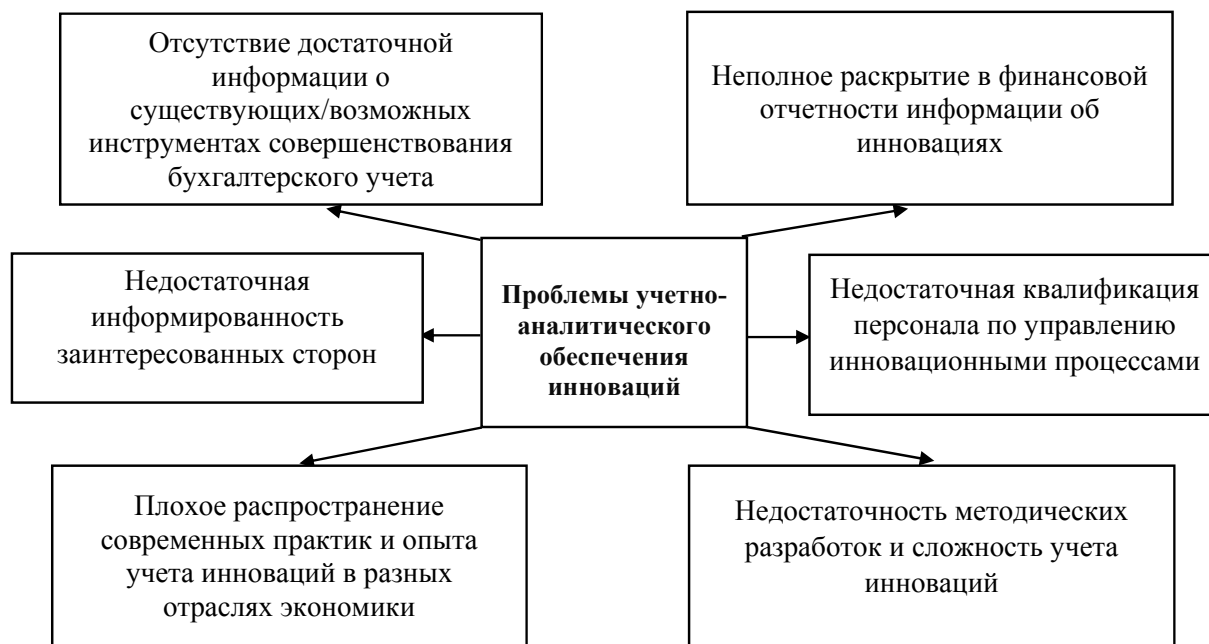 Отсутствие достаточной
информации о
существующих/возможных
инструментах совершенствования
бухгалтерского учета
Неполное раскрытие в финансовой
отчетности информации об
инновациях
Недостаточная
информированность
заинтересованных сторон
Проблемы учетно-
аналитического
обеспечения
инноваций
Недостаточная квалификация
персонала по управлению
инновационными процессами
Плохое распространение
современных практик и опыта
учета инноваций в разных
отраслях экономики
Недостаточность методических
разработок и сложность учета
инноваций